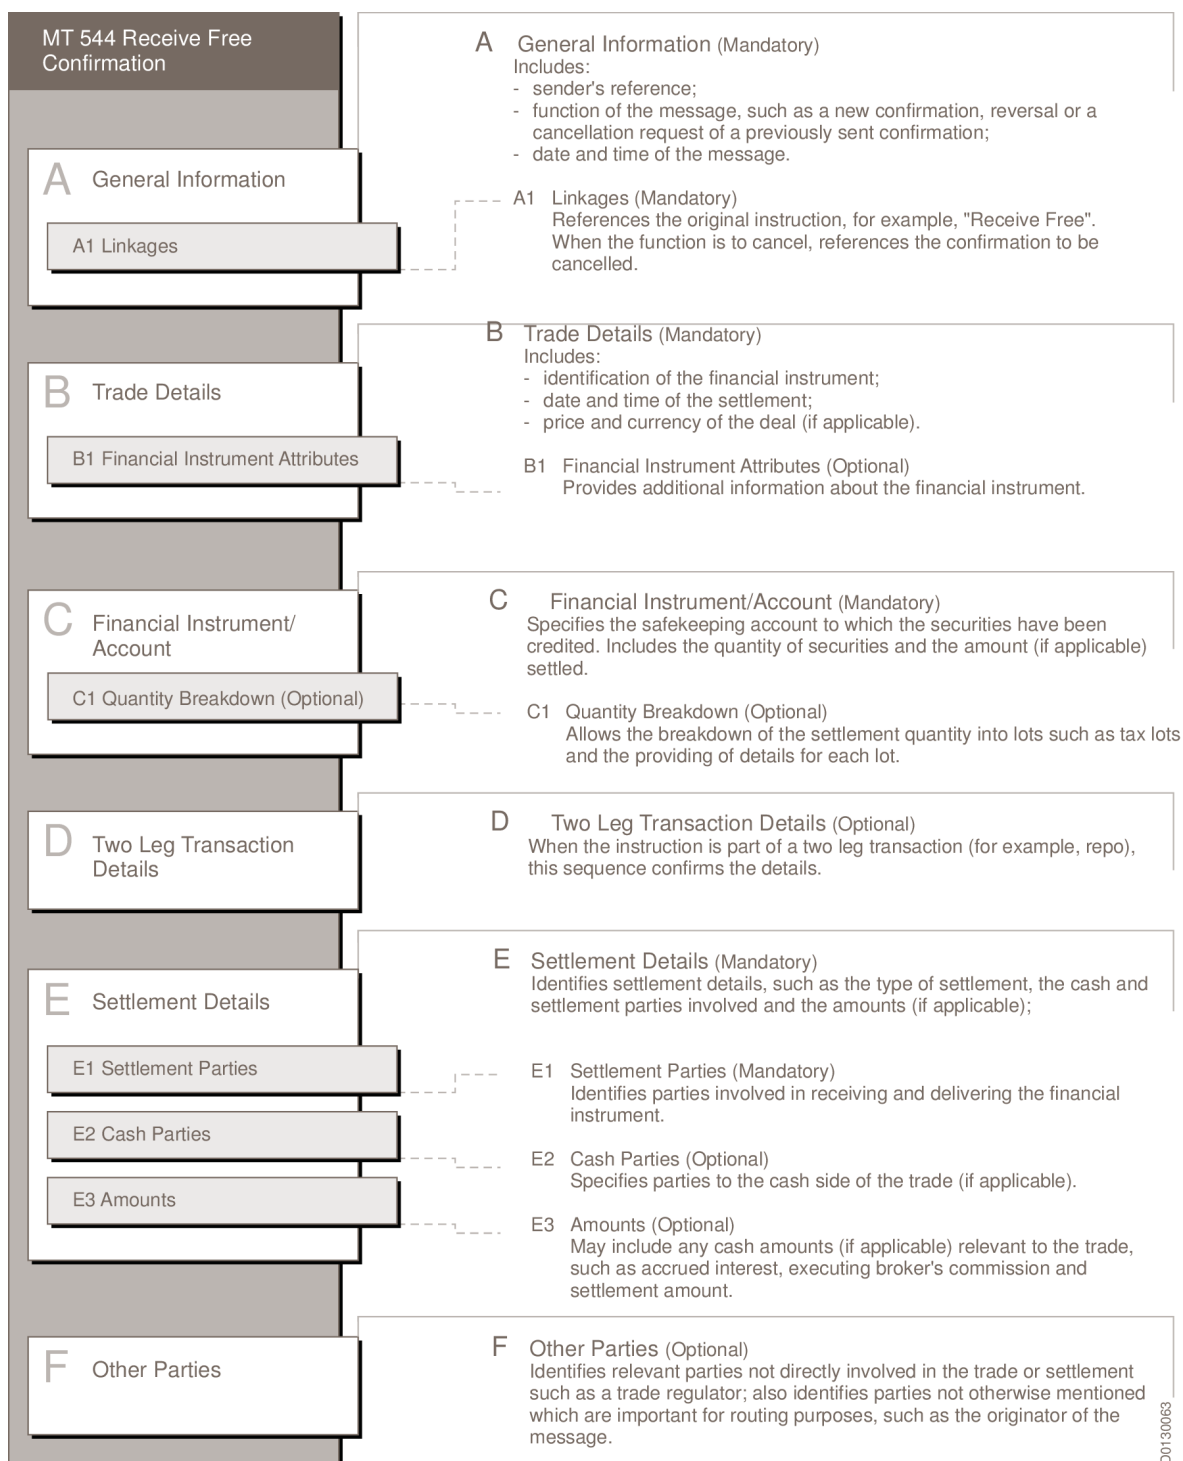 MT 544 Receive Free
Confirmation
A General Information
A1 Linkages
B Trade Details
B1 Financial Instrument Attributes
C Financial Instrument/
Account
C1 Quantity Breakdown (Optional)
D Two Leg Transaction
Details
E Settlement Details
E1 Settlement Parties
E2 Cash Parties
E3 Amounts
F Other Parties
A General Information (Mandatory)
Includes:
- sender's reference;
- function of the message, such as a new confirmation, reversal or a
cancellation request of a previously sent confirmation;
- date and time of the message.
A1 Linkages (Mandatory)
References the original instruction, for example, "Receive Free".
When the function is to cancel, references the confirmation to be
cancelled.
B Trade Details (Mandatory)
Includes:
- identification of the financial instrument;
- date and time of the settlement;
- price and currency of the deal (if applicable).
B1 Financial Instrument Attributes (Optional)
Provides additional information about the financial instrument.
C Financial Instrument/Account (Mandatory)
Specifies the safekeeping account to which the securities have been
credited. Includes the quantity of securities and the amount (if applicable)
settled.
C1 Quantity Breakdown (Optional)
Allows the breakdown of the settlement quantity into lots such as tax lots
and the providing of details for each lot.
D Two Leg Transaction Details (Optional)
When the instruction is part of a two leg transaction (for example, repo),
this sequence confirms the details.
E Settlement Details (Mandatory)
Identifies settlement details, such as the type of settlement, the cash and
settlement parties involved and the amounts (if applicable);
E1 Settlement Parties (Mandatory)
Identifies parties involved in receiving and delivering the financial
instrument.
E2 Cash Parties (Optional)
Specifies parties to the cash side of the trade (if applicable).
E3 Amounts (Optional)
May include any cash amounts (if applicable) relevant to the trade,
such as accrued interest, executing broker's commission and
settlement amount.
F Other Parties (Optional)
Identifies relevant parties not directly involved in the trade or settlement
such as a trade regulator; also identifies parties not otherwise mentioned
which are important for routing purposes, such as the originator of the
message.
D0130063